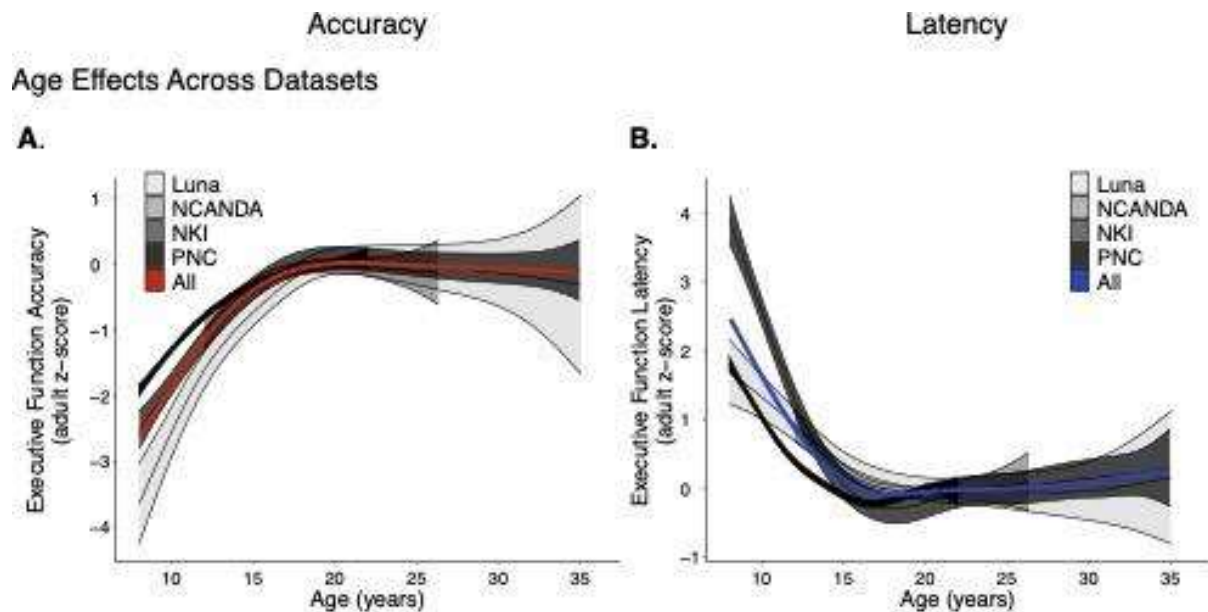 Accuracy
Latency
Age Effects Across Datasets
A.
B.
Luna
NCANDA
NKI
PNC
All
Executive Function Accuracy
(adult z-score)
1
0
−1
−2
−3
−4
10 15 20 25 30 35
Age (years)
Luna
NCANDA
NKI
PNC
All
Executive Function Latency
(adult z-score)
4
3
2
1
0
−1
10 15 20 25 30 35
Age (years)